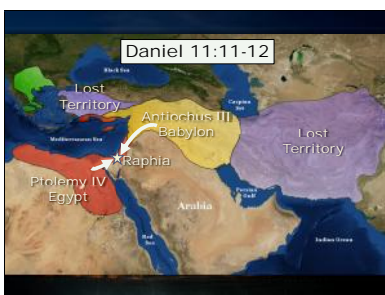 Daniel 11:11-12
Black Sea
Lost
Territory
Caspian
Sea
Antiochus III
Babylon
Lost
Territory
Mediterranean Sea
Raphia
Ptolemy IV
Egypt
Persian
Gulf
Arabia
Red
Sea
Indian Ocean